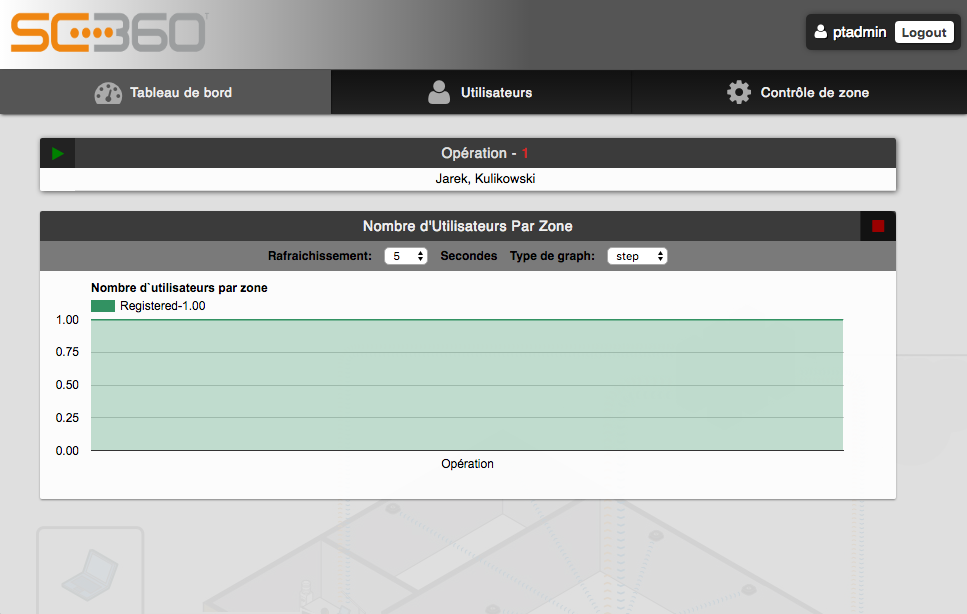 SC360
ptadmin Logout
Tableau de bord Utilisateurs Contrôle de zone
Opération - 1
Jarek, Kulikowski
Nombre d'Utilisateurs Par Zone
Rafraichissement: 5 Secondes Type de graph: step
Nombre d`utilisateurs par zone
Registered-1.00
1.00
0.75
0.50
0.25
0.00
Opération